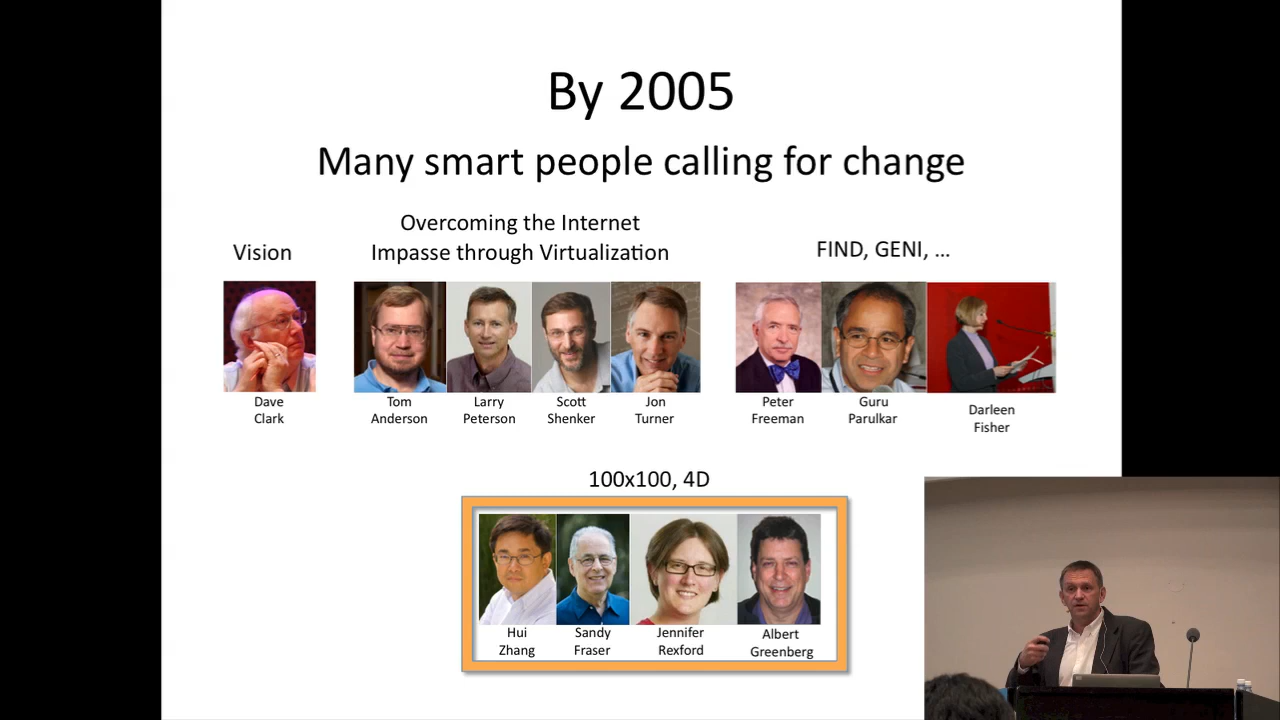 By 2005
Many smart people calling for change
Vision
Overcoming the Internet
Impasse through Virtualization
FIND, GENI, ...
Dave
Clark
Tom
Anderson
Larry
Peterson
Scott
Shenker
Jon
Turner
Peter
Freeman
Guru
Parulkar
Darleen
Fisher
100x100, 4D
Hui
Zhang
Sandy
Fraser
Jennifer
Rexford
Albert
Greenberg